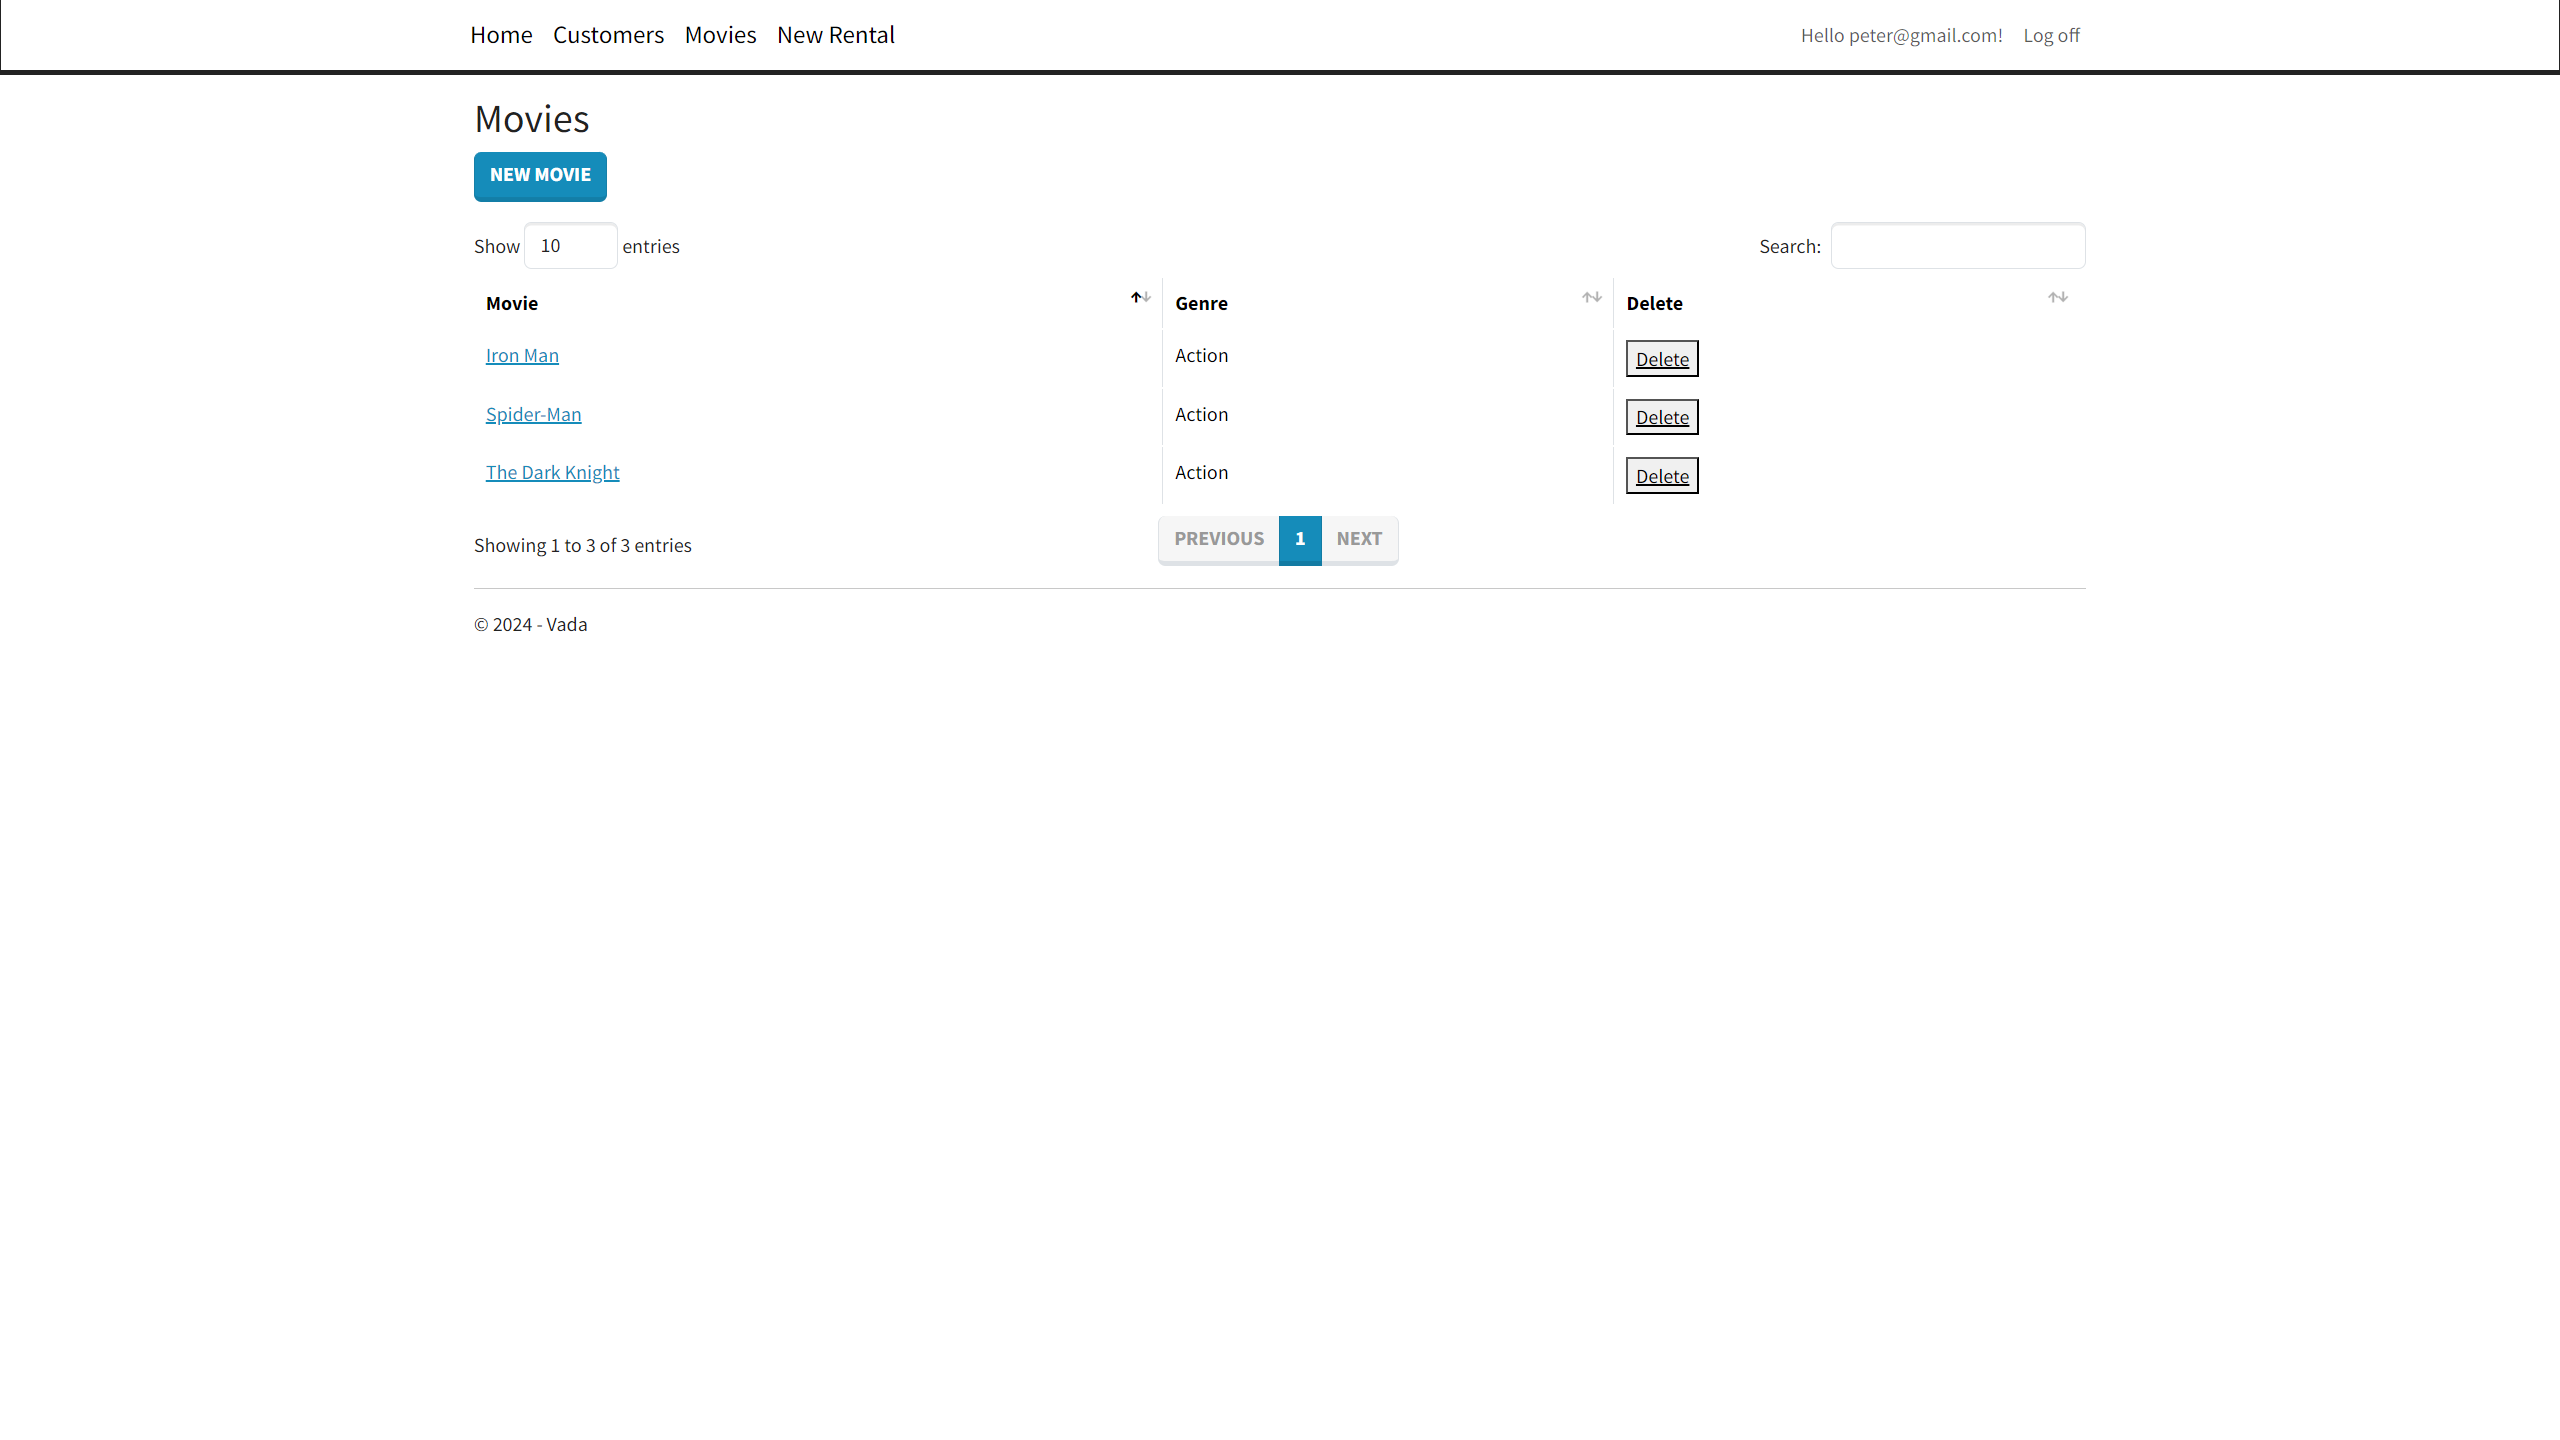 Home Customers Movies New Rental Hello peter@gmail.com! Log off
Movies
NEW MOVIE
Show 10 entries Search:
Movie Genre Delete
Iron Man Action Delete
Spider-Man Action Delete
The Dark Knight Action Delete
Showing 1 to 3 of 3 entries PREVIOUS 1 NEXT
© 2024 - Vada